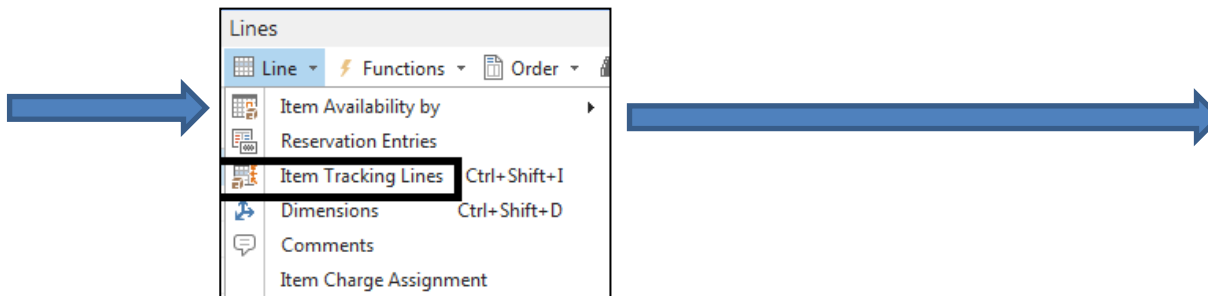 Lines
Line Functions Order
Item Availability by
Reservation Entries
Item Tracking Lines Ctrl+Shift+I
Dimensions Ctrl+Shift+D
Comments
Item Charge Assignment